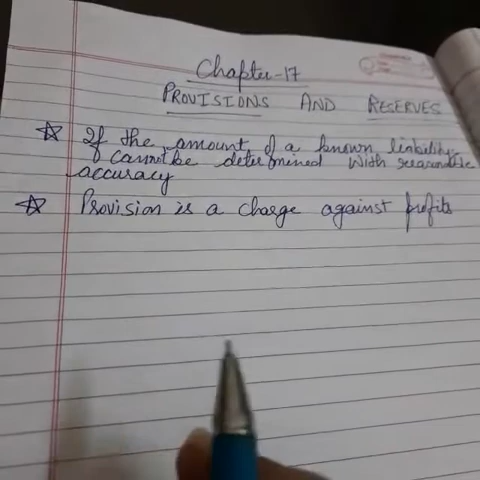 Chapter-17
PROVISIONS AND RESERVES
☆ If the amount of a known liability
cannot be determined with reasonable
accuracy
☆ Provision is a charge against profits